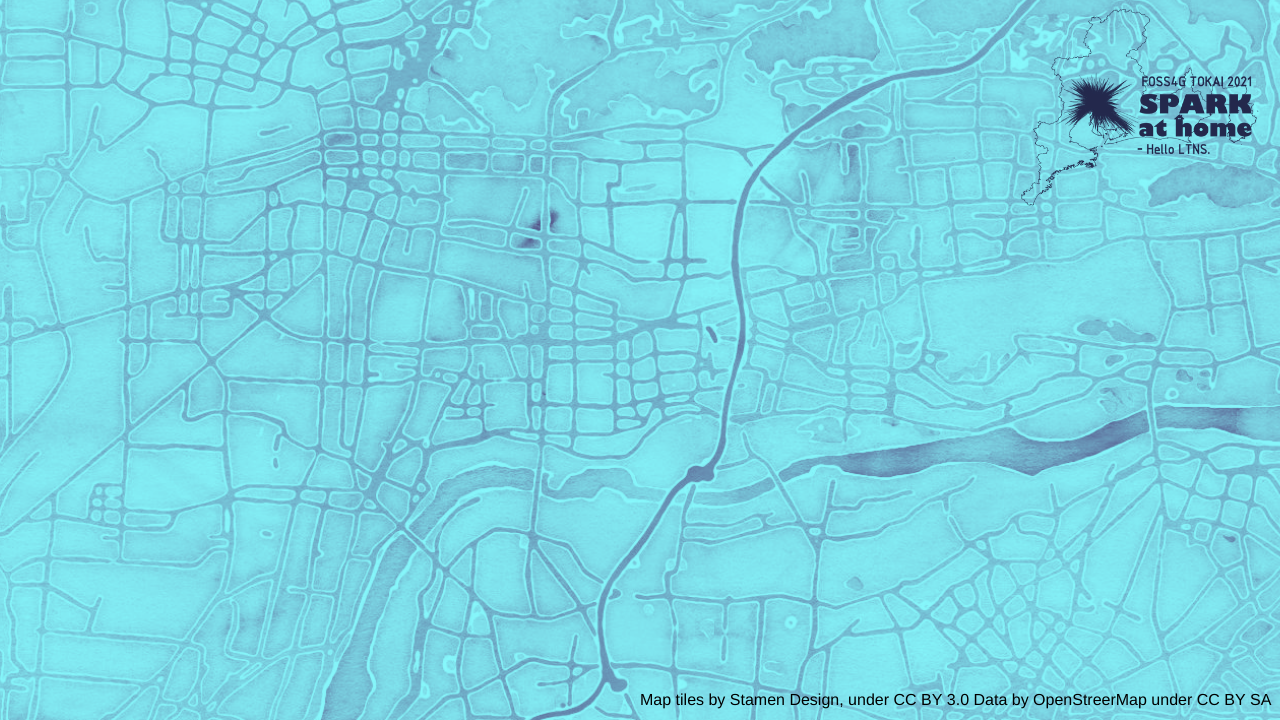 FOSS4G TOKAI 2021
SPARK
at home
- Hello LTNS.
Map tiles by Stamen Design, under CC BY 3.0 Data by OpenStreerMap under CC BY SA